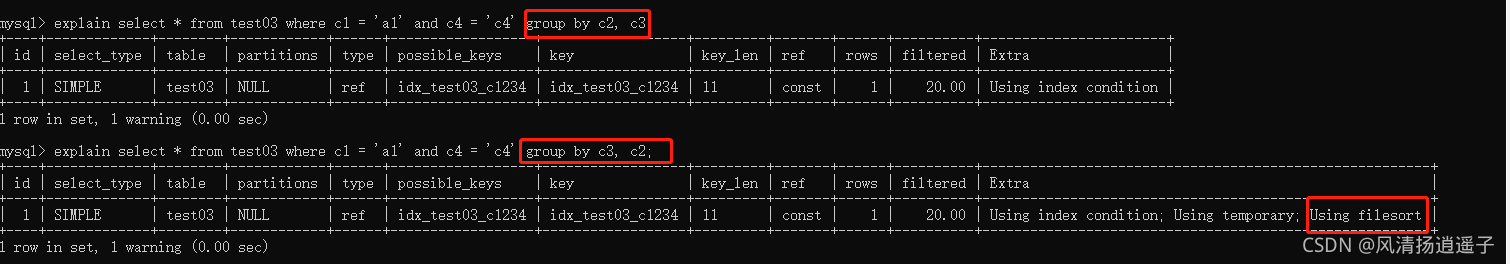 mysql> explain select * from test03 where c1 = 'a1' and c4 = 'c4' group by c2, c3
| id | select_type | table | partitions | type | possible_keys | key | key_len | ref | rows | filtered | Extra |
| 1 | SIMPLE | test03 | NULL | ref | idx_test03_c1234 | idx_test03_c1234 | 11 | const | 1 | 20.00 | Using index condition |
1 row in set, 1 warning (0.00 sec)
mysql> explain select * from test03 where c1 = 'a1' and c4 = 'c4' group by c3, c2;
| id | select_type | table | partitions | type | possible_keys | key | key_len | ref | rows | filtered | Extra |
| 1 | SIMPLE | test03 | NULL | ref | idx_test03_c1234 | idx_test03_c1234 | 11 | const | 1 | 20.00 | Using index condition; Using temporary; Using filesort |
1 row in set, 1 warning (0.00 sec)
CSDN @风清扬逍遥子